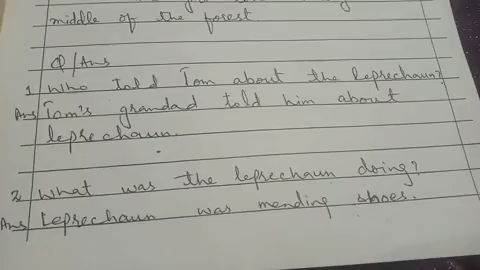 middle of the forest
Q/Ans
1 Who told Tom about the leprechaun?
Ans Tom's grandad told him about
leprechaun.
2 What was the leprechaun doing?
Ans Leprechaun was mending shoes.